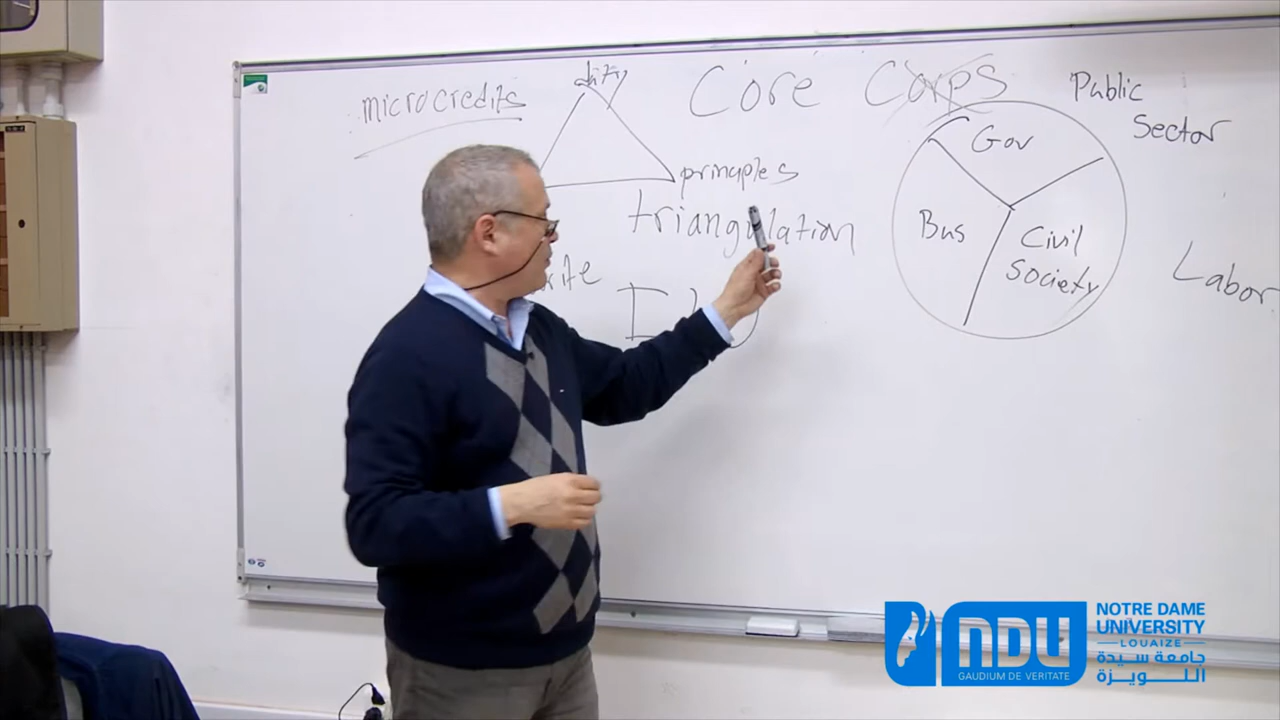 microcredits
duty
Core Corps
Public
Sector
principles
triangulation
Gov
Bus
Civil
Society
Labor
NDU
GAUDIUM DE VERITATE
NOTRE DAME
UNIVERSITY
LOUAIZE
جامعة سيدة
اللويزة